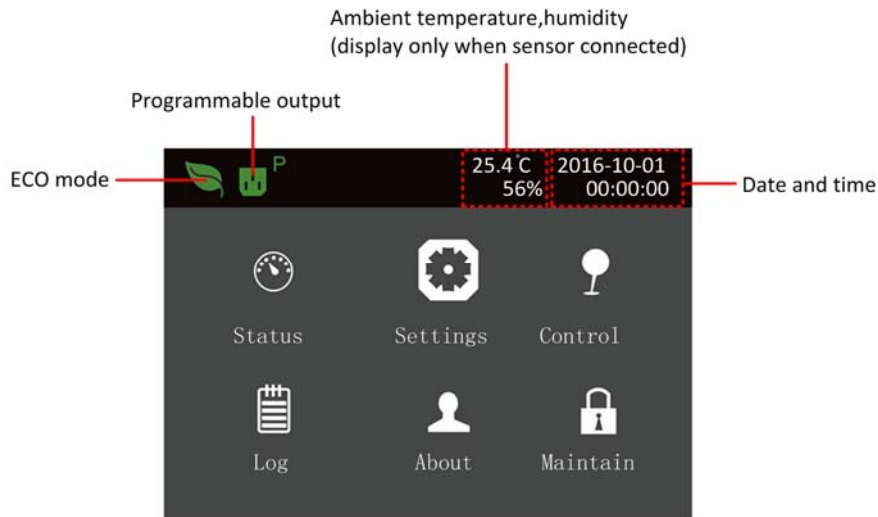 Ambient temperature,humidity
(display only when sensor connected)
Programmable output
ECO mode
P
25.4℃
56%
2016-10-01
00:00:00
Date and time
Status
Settings
Control
Log
About
Maintain